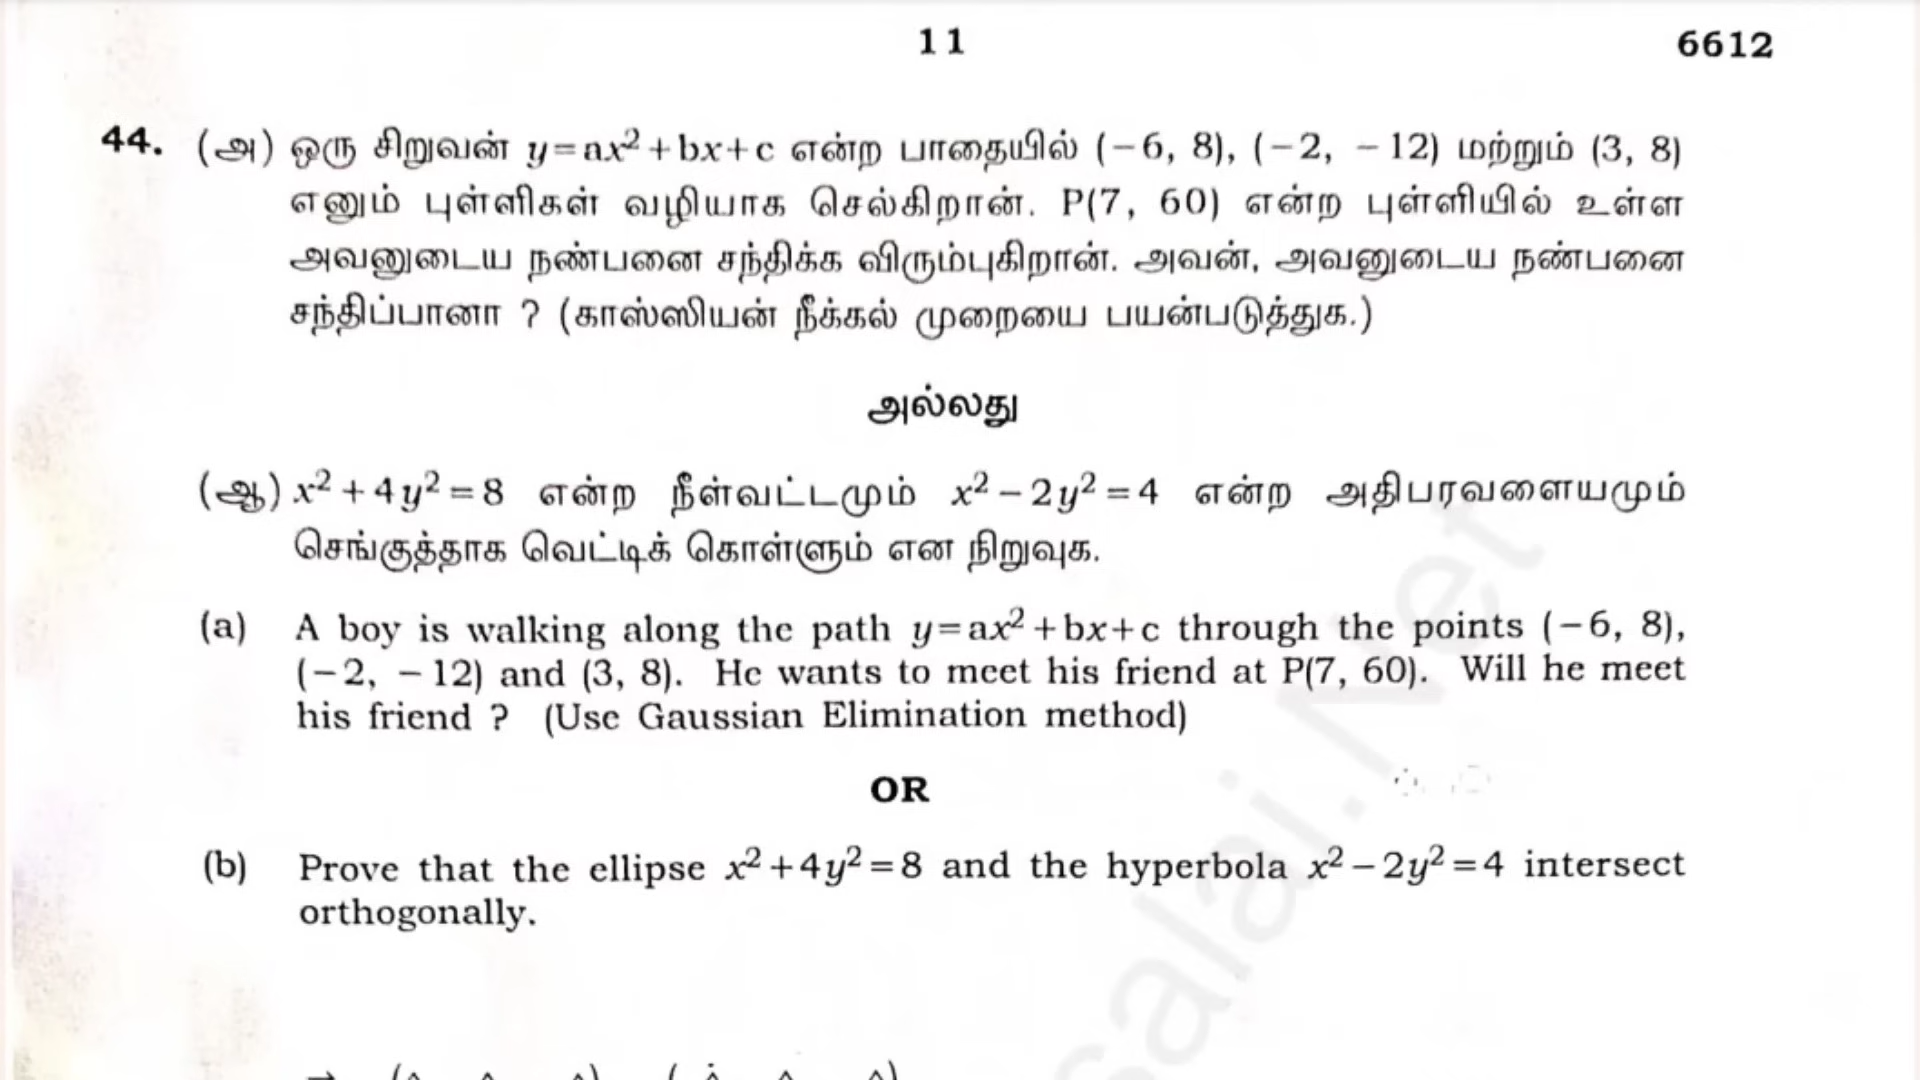 11
6612
44. (அ) ஒரு சிறுவன் y=ax²+bx+c என்ற பாதையில் (−6, 8), (−2, −12) மற்றும் (3, 8)
எனும் புள்ளிகள் வழியாக செல்கிறான். P(7, 60) என்ற புள்ளியில் உள்ள
அவனுடைய நண்பனை சந்திக்க விரும்புகிறான். அவன், அவனுடைய நண்பனை
சந்திப்பானா ? (காஸ்ஸியன் நீக்கல் முறையை பயன்படுத்துக.)
அல்லது
(ஆ) x²+4y²=8 என்ற நீள்வட்டமும் x²−2y²=4 என்ற அதிபரவளையமும்
செங்குத்தாக வெட்டிக் கொள்ளும் என நிறுவுக.
(a) A boy is walking along the path y=ax²+bx+c through the points (−6, 8),
(−2, −12) and (3, 8). He wants to meet his friend at P(7, 60). Will he meet
his friend ? (Use Gaussian Elimination method)
OR
(b) Prove that the ellipse x²+4y²=8 and the hyperbola x²−2y²=4 intersect
orthogonally.
salai.Net